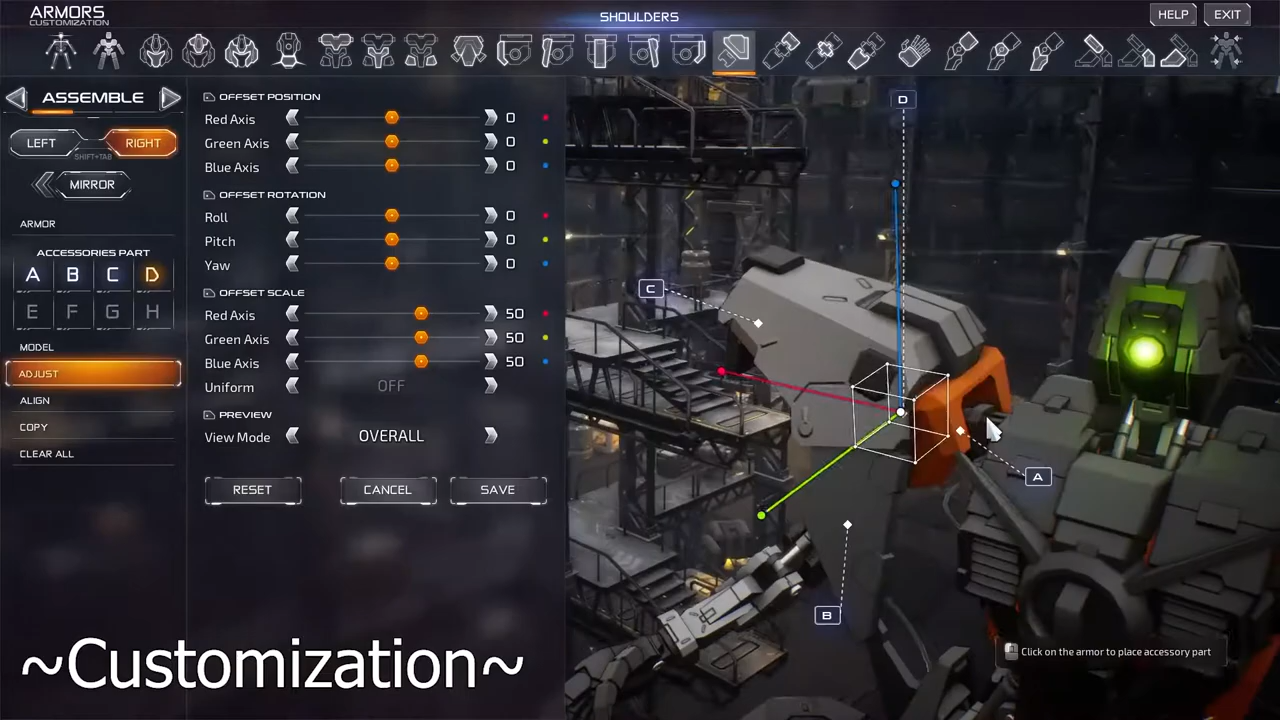 ARMORS
CUSTOMIZATION
SHOULDERS
HELP
EXIT
ASSEMBLE
LEFT
RIGHT
SHIFT+TAB
MIRROR
ARMOR
ACCESSORIES PART
A B C D
E F G H
MODEL
ADJUST
ALIGN
COPY
CLEAR ALL
OFFSET POSITION
Red Axis 0
Green Axis 0
Blue Axis 0
OFFSET ROTATION
Roll 0
Pitch 0
Yaw 0
OFFSET SCALE
Red Axis 50
Green Axis 50
Blue Axis 50
Uniform OFF
PREVIEW
View Mode OVERALL
RESET
CANCEL
SAVE
D
C
A
B
Click on the armor to place accessory part
~Customization~